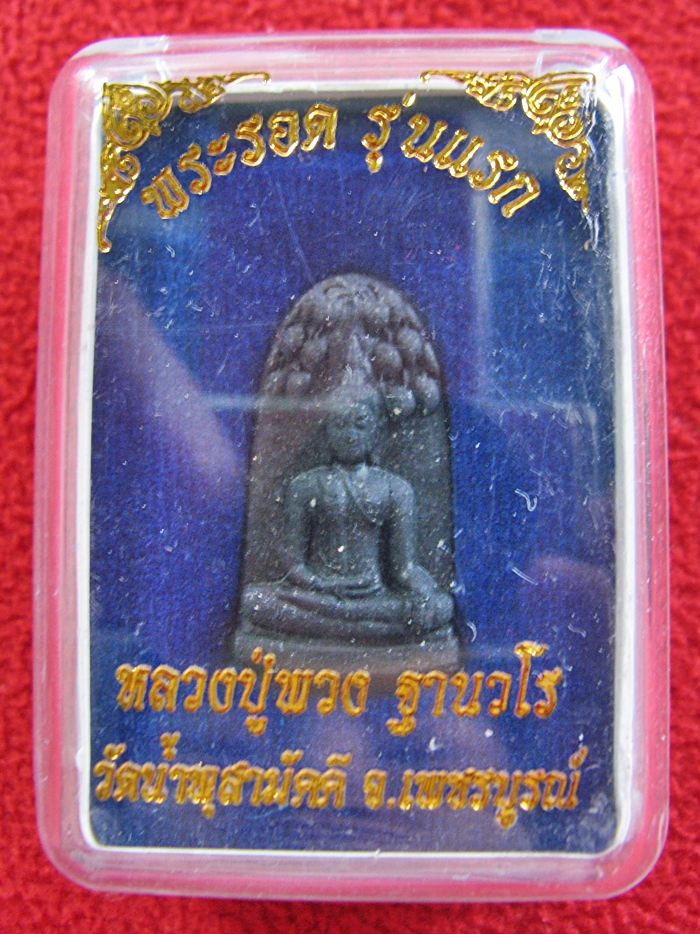 พระรอด รุ่นแรก
หลวงปู่พวง ฐานวโร
วัดน้ำพุสามัคคี จ.เพชรบูรณ์